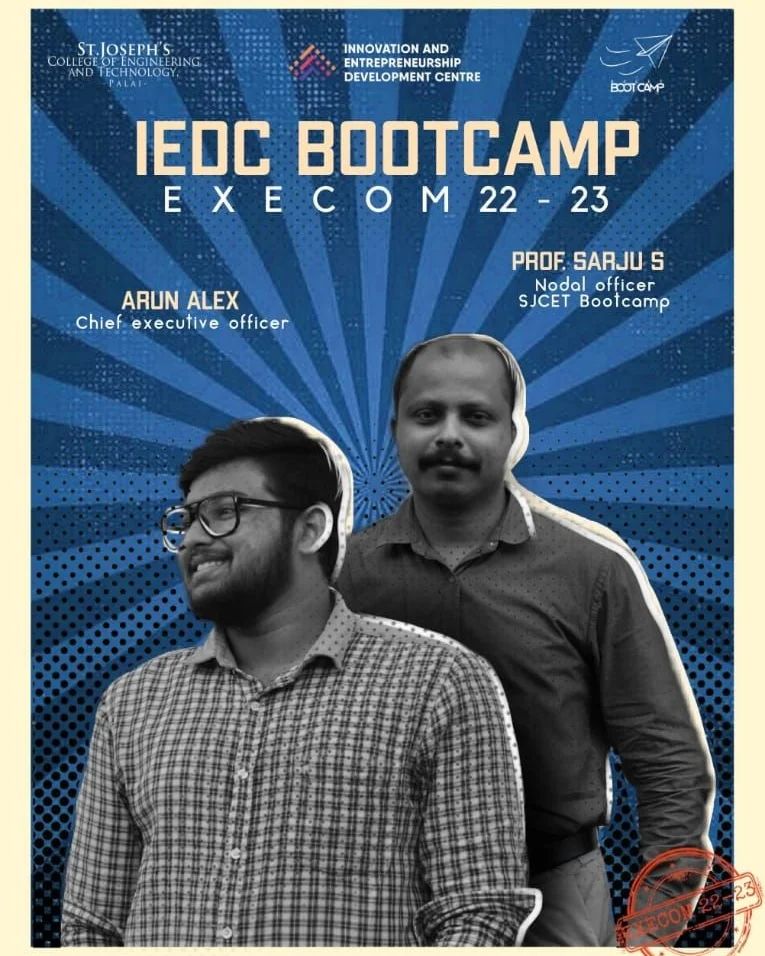 ST.JOSEPH'S
COLLEGE OF ENGINEERING
AND TECHNOLOGY,
- PALAI -
INNOVATION AND
ENTREPRENEURSHIP
DEVELOPMENT CENTRE
BOOTCAMP
IEDC BOOTCAMP
EXECOM 22 - 23
PROF. SARJU S
Nodal officer
SJCET Bootcamp
ARUN ALEX
Chief executive officer
EXECOM 22-23